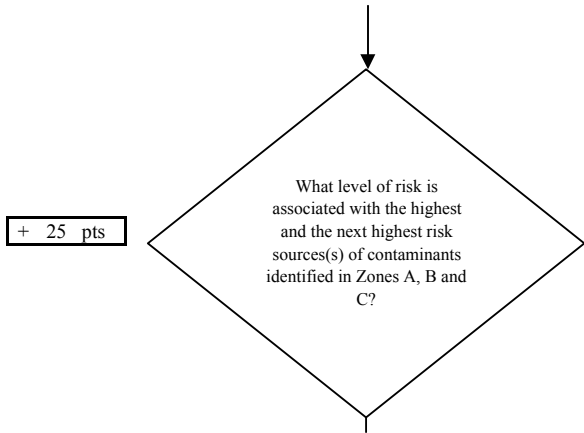 What level of risk is
associated with the highest
and the next highest risk
sources(s) of contaminants
identified in Zones A, B and
C?
+ 25 pts